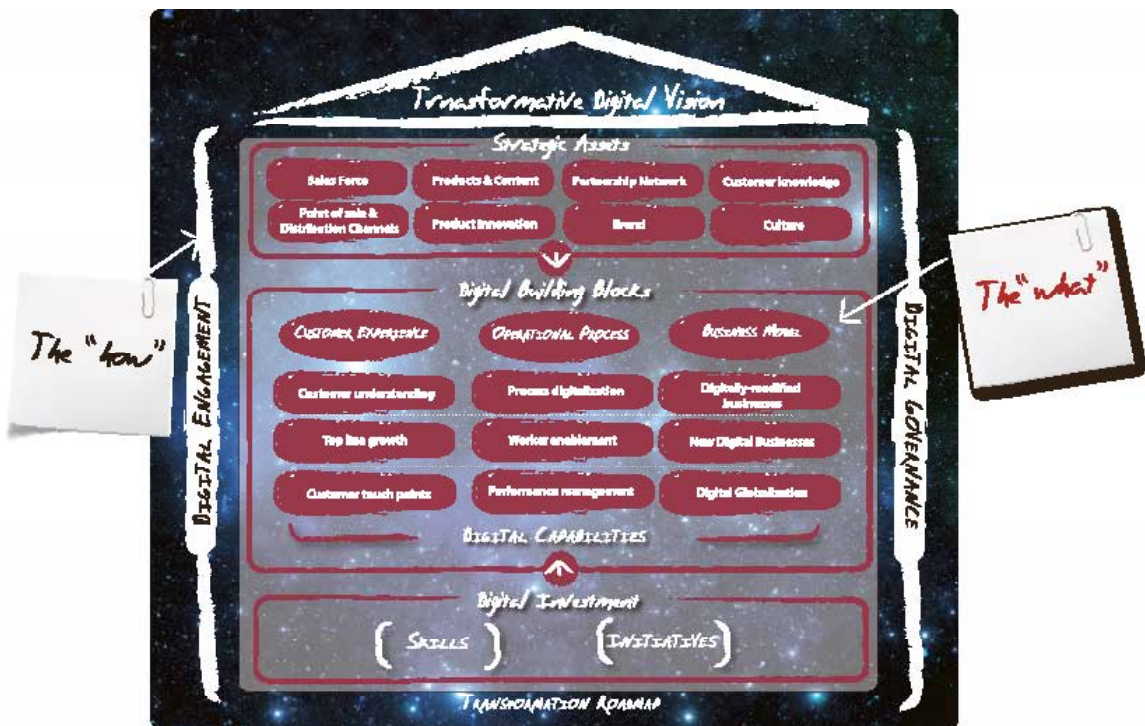 Trnasformative Digital Vision
Strategic Assets
Sales Force
Products & Content
Partnership Network
Customer knowledge
Point of sale &
Distribution Channels
Product Innovation
Brand
Culture
Digital Building Blocks
CUSTOMER EXPERIENCE
OPERATIONAL PROCESS
BUSINESS MODEL
Customer understanding
Process digitalization
Digitally-modified
businesses
Top line growth
Worker enablement
New Digital Businesses
Customer touch points
Performance management
Digital Globalization
DIGITAL CAPABILITIES
Digital Investment
SKILLS
INITIATIVES
TRANSFORMATION ROADMAP
DIGITAL ENGAGEMENT
DIGITAL GOVERNANCE
The "how"
The "what"